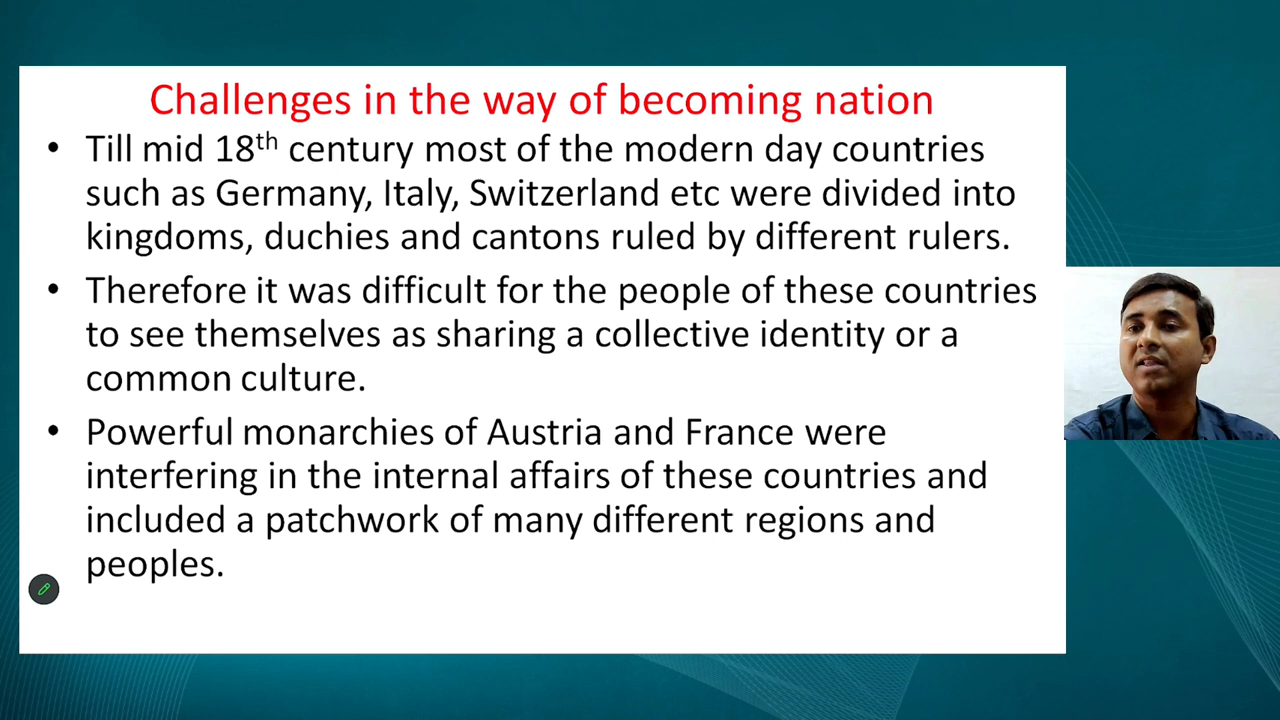 Challenges in the way of becoming nation
• Till mid 18th century most of the modern day countries
such as Germany, Italy, Switzerland etc were divided into
kingdoms, duchies and cantons ruled by different rulers.
• Therefore it was difficult for the people of these countries
to see themselves as sharing a collective identity or a
common culture.
• Powerful monarchies of Austria and France were
interfering in the internal affairs of these countries and
included a patchwork of many different regions and
peoples.